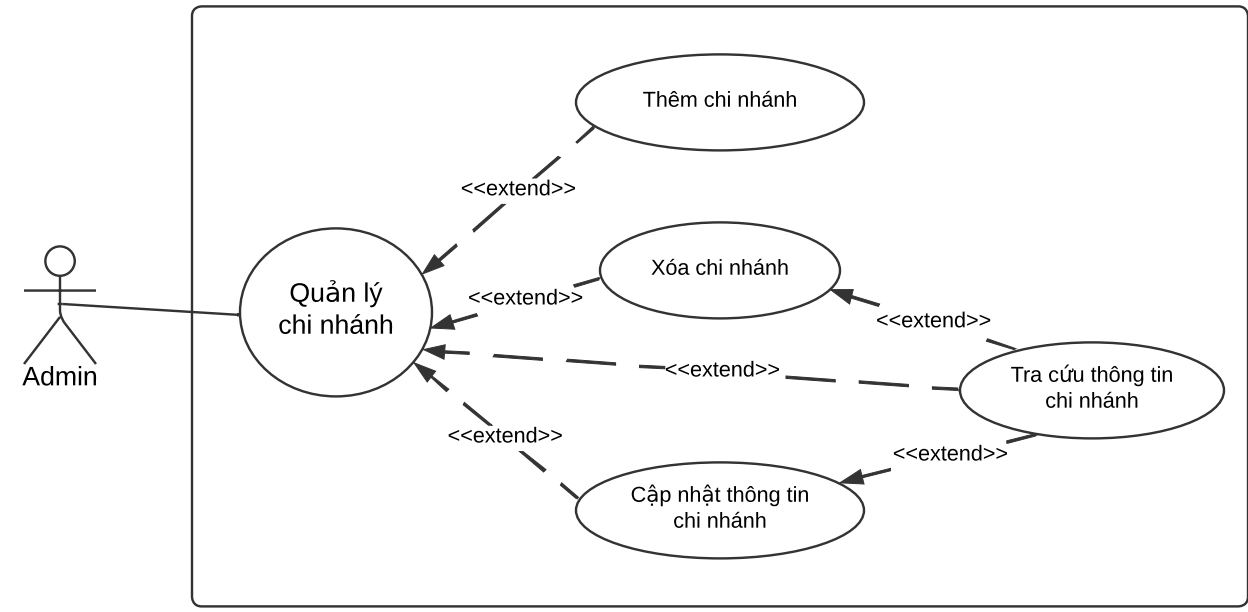 Thêm chi nhánh
<<extend>>
Quản lý
chi nhánh
Xóa chi nhánh
<<extend>>
<<extend>>
Admin
<<extend>>
Tra cứu thông tin
chi nhánh
<<extend>>
<<extend>>
Cập nhật thông tin
chi nhánh